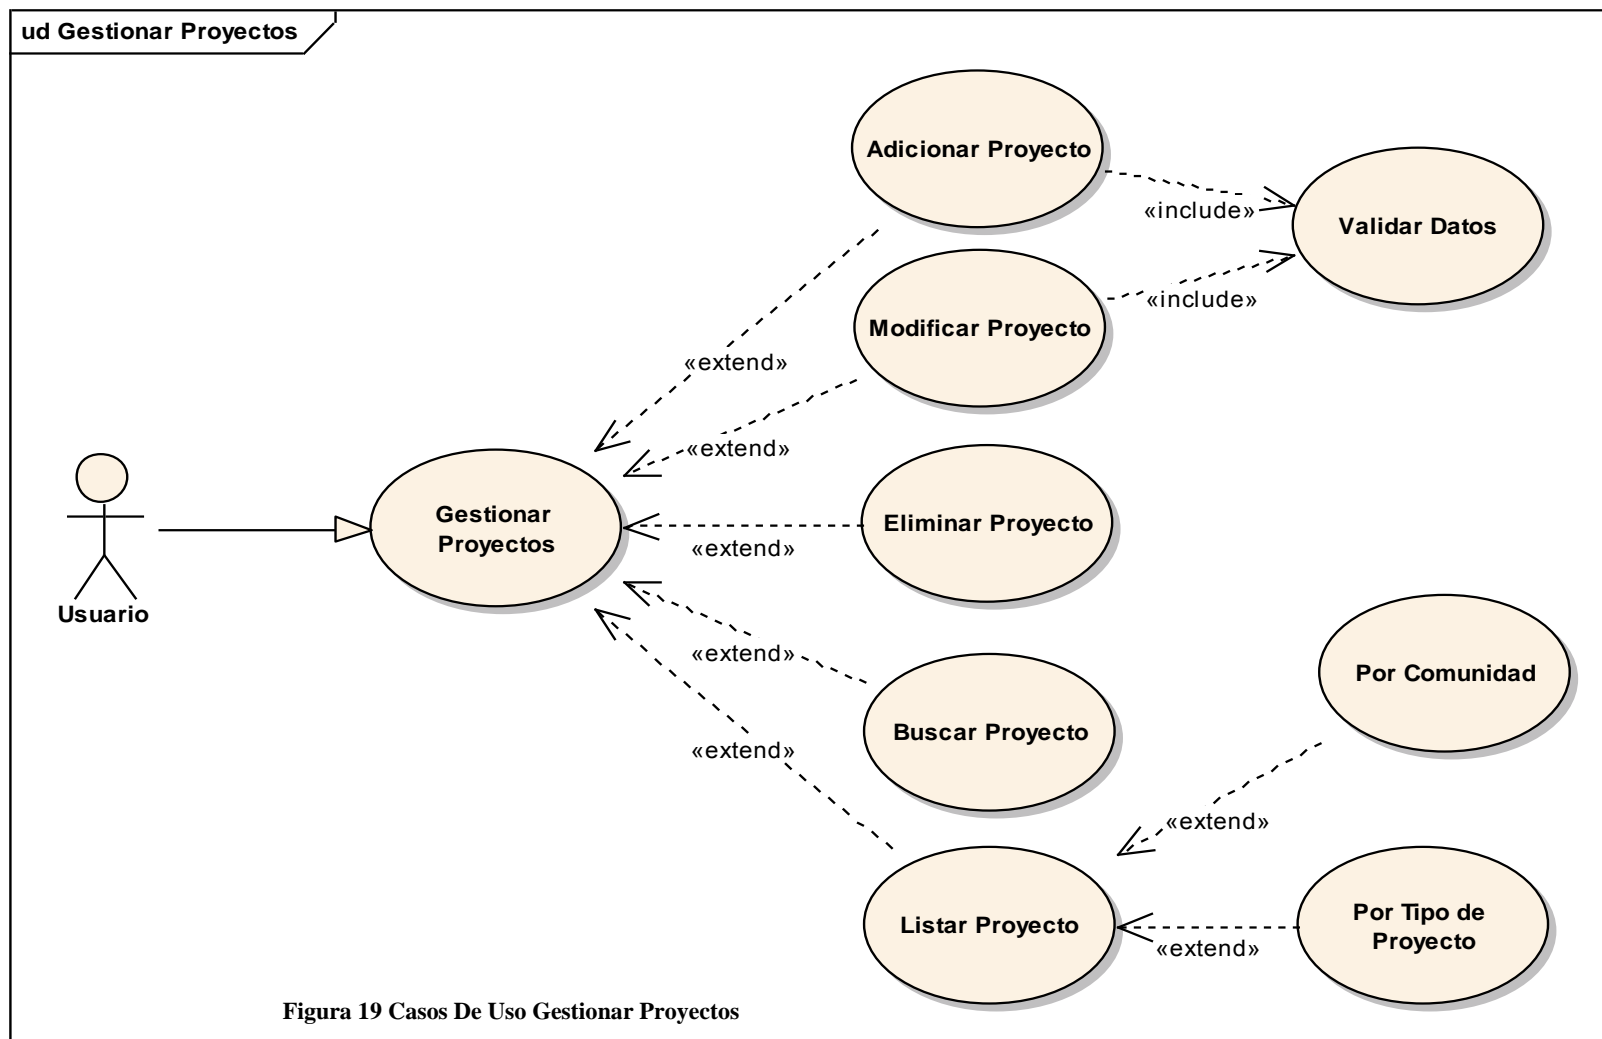 ud Gestionar Proyectos
Adicionar Proyecto
«include»
Validar Datos
Modificar Proyecto
«include»
«extend»
«extend»
Gestionar
Proyectos
Eliminar Proyecto
«extend»
Usuario
«extend»
Buscar Proyecto
Por Comunidad
«extend»
«extend»
Listar Proyecto
Por Tipo de
Proyecto
«extend»
Figura 19 Casos De Uso Gestionar Proyectos